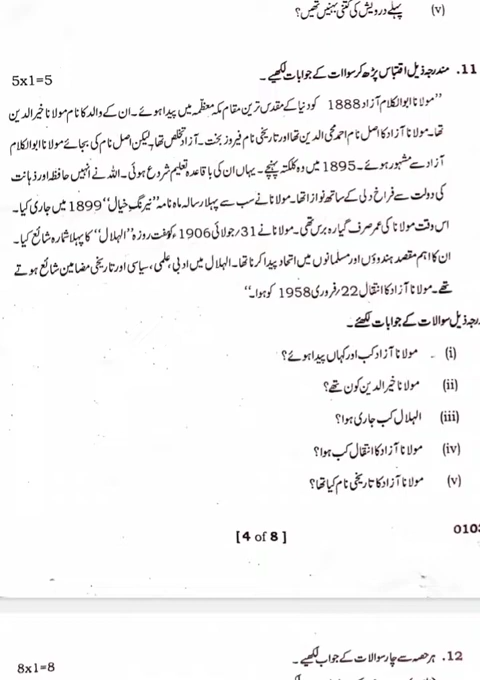 (v) پہلے درویش کی کتنی بہنیں تھیں؟
11. مندرجہ ذیل اقتباس پڑھ کر سوالات کے جوابات لکھیے ۔ 5x1=5
”مولانا ابوالکلام آزاد 1888 کو دنیا کے مقدس ترین مقام مکہ معظمہ میں پیدا ہوئے۔ ان کے والد کا نام مولانا خیر الدین
تھا۔ مولانا آزاد کا اصل نام احمد محی الدین تھا اور تاریخی نام فیروز بخت۔ آزاد تخلص تھا، لیکن اصل نام کی بجائے مولانا ابوالکلام
آزاد سے مشہور ہوئے۔ 1895 میں وہ کلکتہ پہنچے۔ یہاں ان کی باقاعدہ تعلیم شروع ہوئی۔ اللہ نے انہیں حافظہ اور ذہانت
کی دولت سے فراخ دلی کے ساتھ نوازا تھا۔ مولانا نے سب سے پہلا رسالہ ماہ نامہ ”نیرنگ خیال“ 1899 میں جاری کیا۔
اس وقت مولانا کی عمر صرف گیارہ برس تھی۔ مولانا نے 31؍جولائی 1906، کو ہفت روزہ ”الہلال“ کا پہلا شمارہ شائع کیا۔
ان کا اہم مقصد ہندوؤں اور مسلمانوں میں اتحاد پیدا کرنا تھا۔ الہلال میں ادبی، علمی، سیاسی اور تاریخی مضامین شائع ہوتے
تھے۔ مولانا آزاد کا انتقال 22؍فروری 1958 کو ہوا۔“
درجہ ذیل سوالات کے جوابات لکھئے۔
(i) مولانا آزاد کب اور کہاں پیدا ہوئے؟
(ii) مولانا خیر الدین کون تھے؟
(iii) الہلال کب جاری ہوا؟
(iv) مولانا آزاد کا انتقال کب ہوا؟
(v) مولانا آزاد کا تاریخی نام کیا تھا؟
[4 of 8]
0103
12. ہر حصہ سے چار سوالات کے جواب لکھیے ۔ 8x1=8